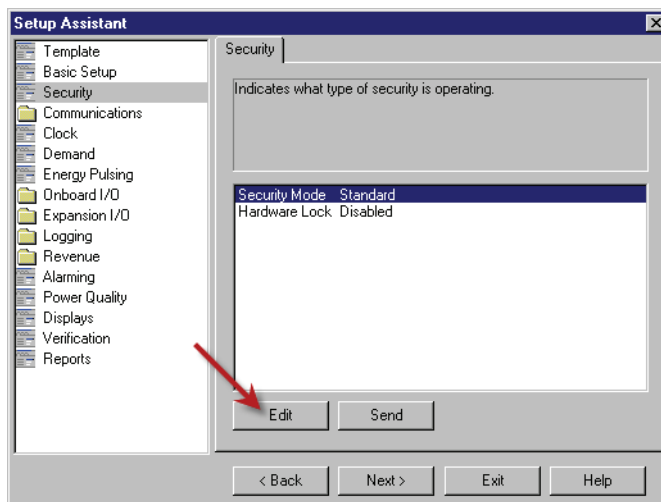 Setup Assistant
Template
Basic Setup
Security
Communications
Clock
Demand
Energy Pulsing
Onboard I/O
Expansion I/O
Logging
Revenue
Alarming
Power Quality
Displays
Verification
Reports
Security
Indicates what type of security is operating.
Security Mode Standard
Hardware Lock Disabled
Edit Send
< Back Next > Exit Help